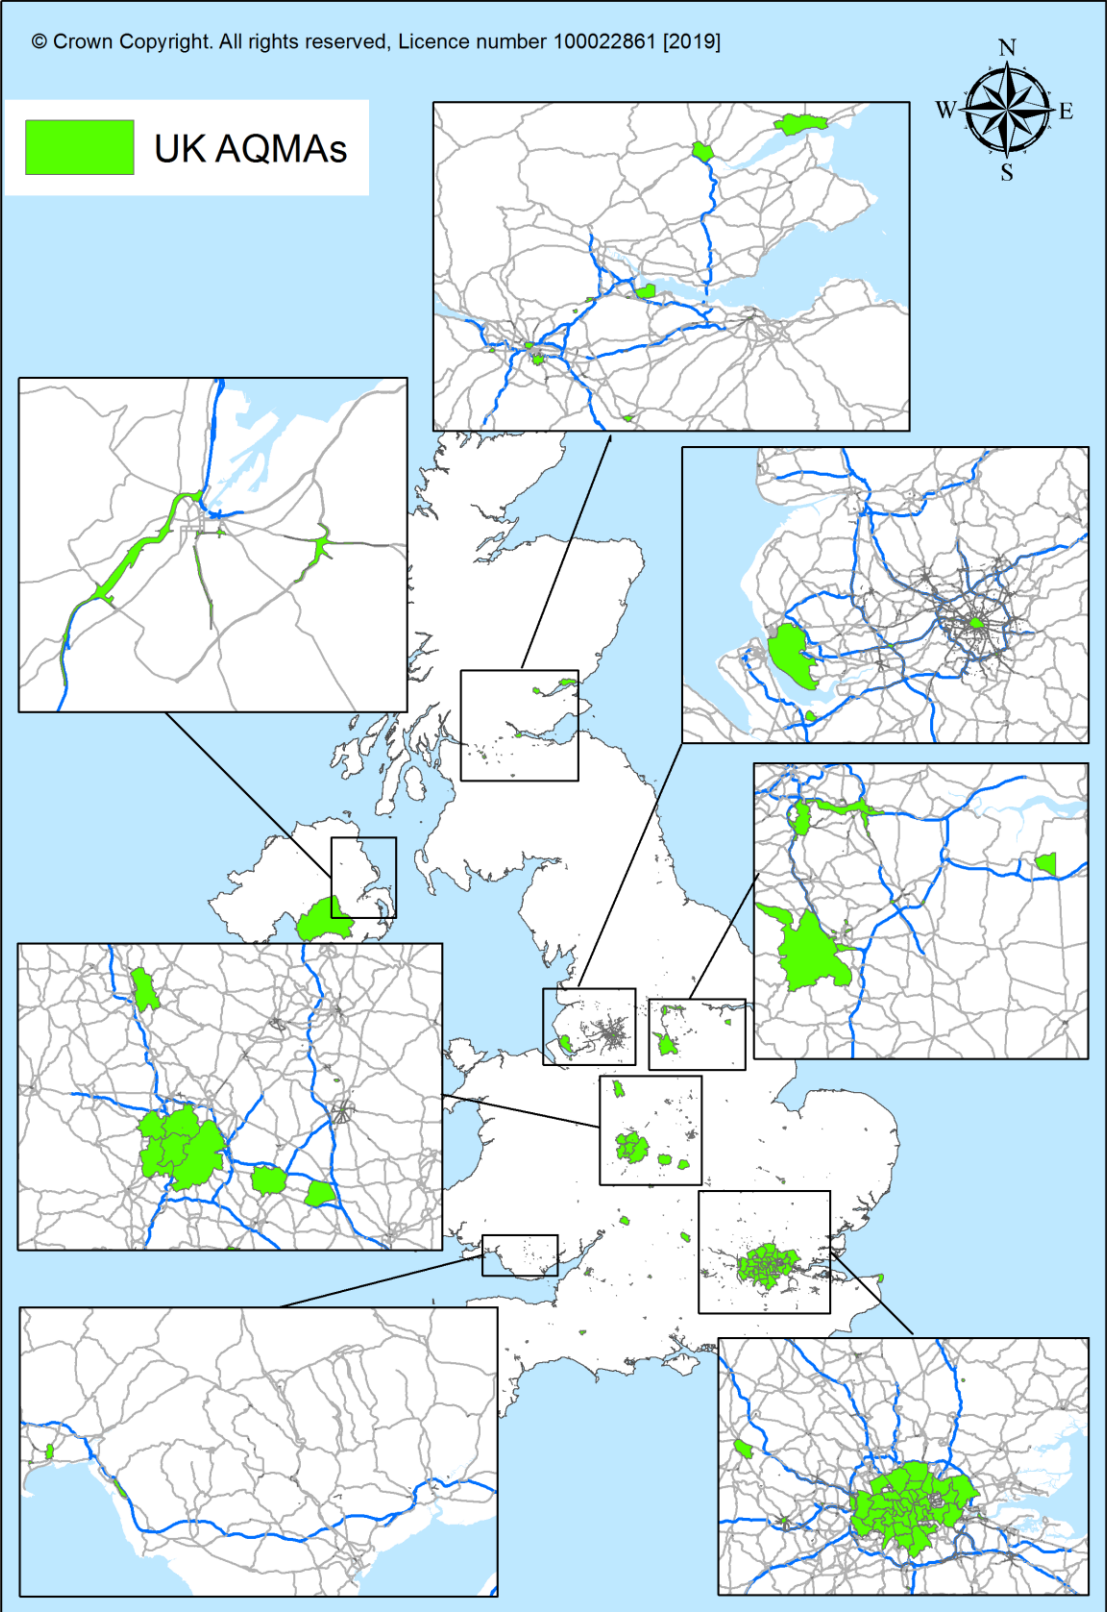 © Crown Copyright. All rights reserved, Licence number 100022861 [2019]
N
W E
S
UK AQMAs